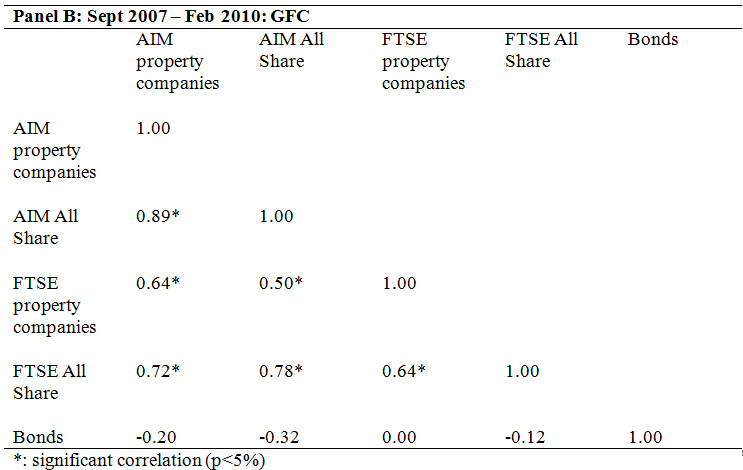 Panel B: Sept 2007 – Feb 2010: GFC
AIM property companies AIM All Share FTSE property companies FTSE All Share Bonds
AIM property companies 1.00
AIM All Share 0.89* 1.00
FTSE property companies 0.64* 0.50* 1.00
FTSE All Share 0.72* 0.78* 0.64* 1.00
Bonds -0.20 -0.32 0.00 -0.12 1.00
*: significant correlation (p<5%)